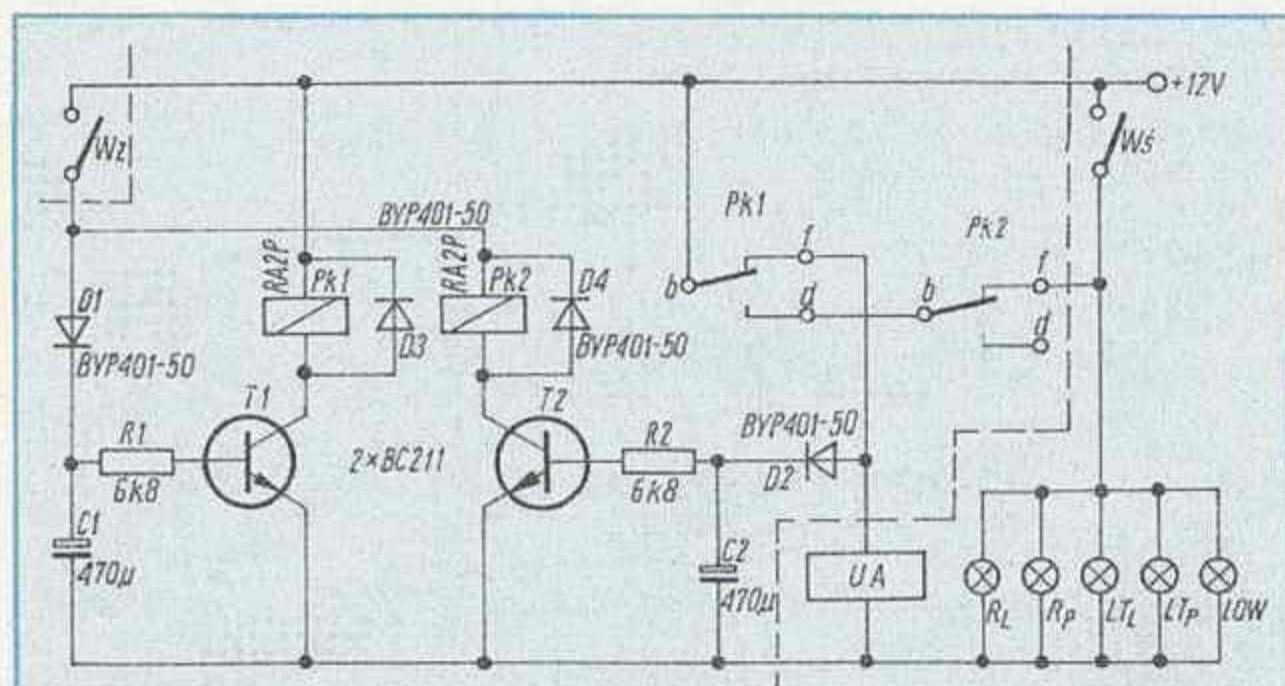 +12V
Wz
Wś
BYP401-50
Pk1
Pk2
D1
BYP401-50
RA2P
Pk1
D3
RA2P
Pk2
D4
BYP401-50
b
f
d
b
f
d
T1
T2
BYP401-50
R1
6k8
2×BC211
R2
6k8
D2
C1
470μ
C2
470μ
UA
RL
RP
LTL
LTP
LOW